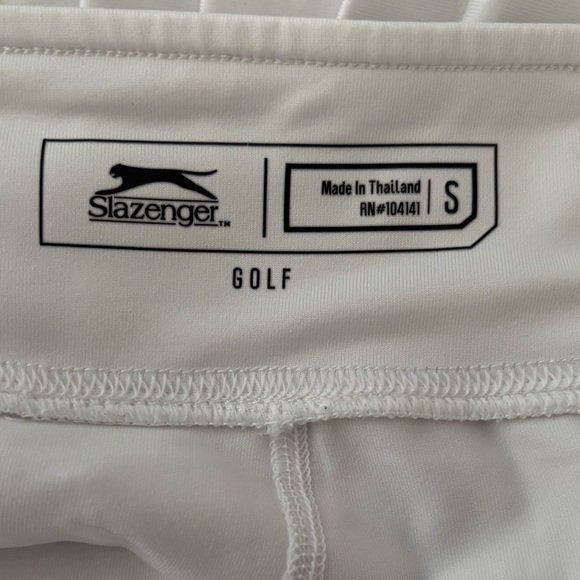 Slazenger™
Made In Thailand
RN#104141
S
GOLF